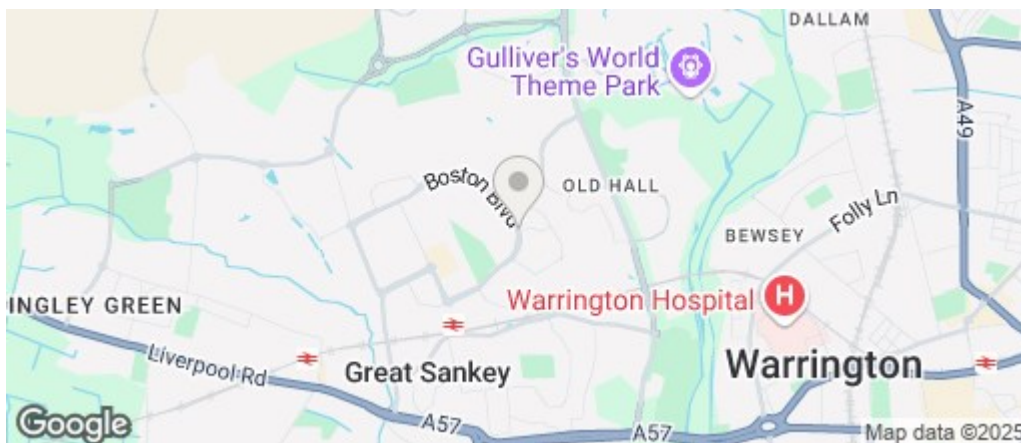 DALLAM
Gulliver's World
Theme Park
A49
Boston Blvd
OLD HALL
Folly Ln
BEWSEY
Warrington Hospital
H
DINGLEY GREEN
Liverpool Rd
Great Sankey
Warrington
A57
A57
Google
Map data ©2025